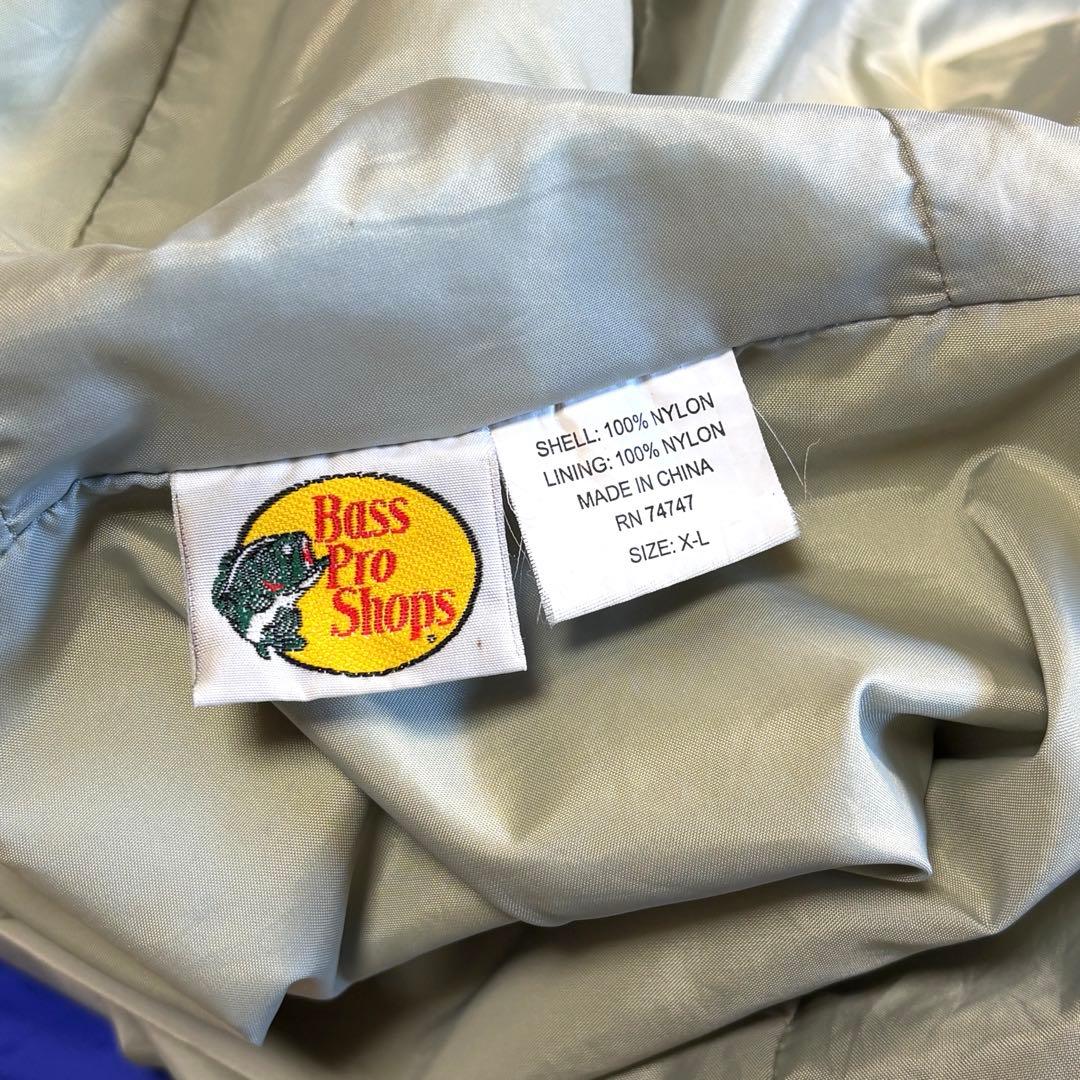 Bass
Pro
Shops
SHELL: 100% NYLON
LINING: 100% NYLON
MADE IN CHINA
RN 74747
SIZE: X-L